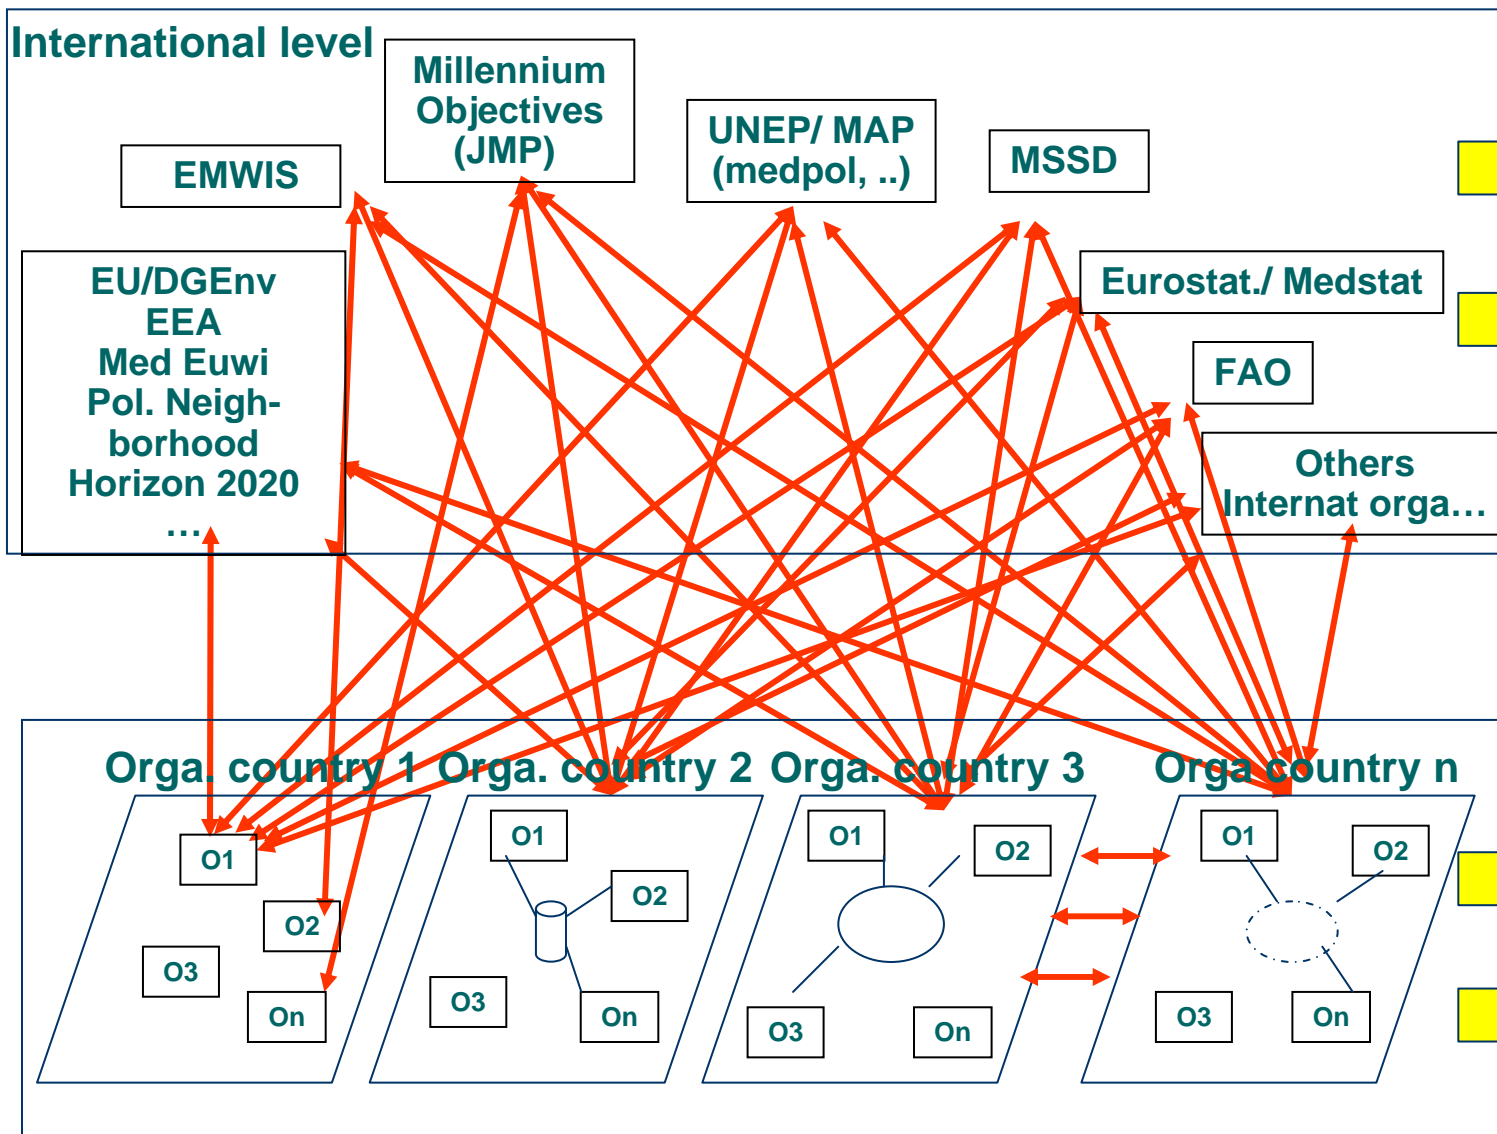 International level
Millennium
Objectives
(JMP)
UNEP/ MAP
(medpol, ..)
MSSD
EMWIS
EU/DGEnv
EEA
Med Euwi
Pol. Neigh-
borhood
Horizon 2020
…
Eurostat./ Medstat
FAO
Others
Internat orga…
Orga. country 1
Orga. country 2
Orga. country 3
Orga country n
O1
O2
O3
On
O1
O2
O3
On
O1
O2
O3
On
O1
O2
O3
On